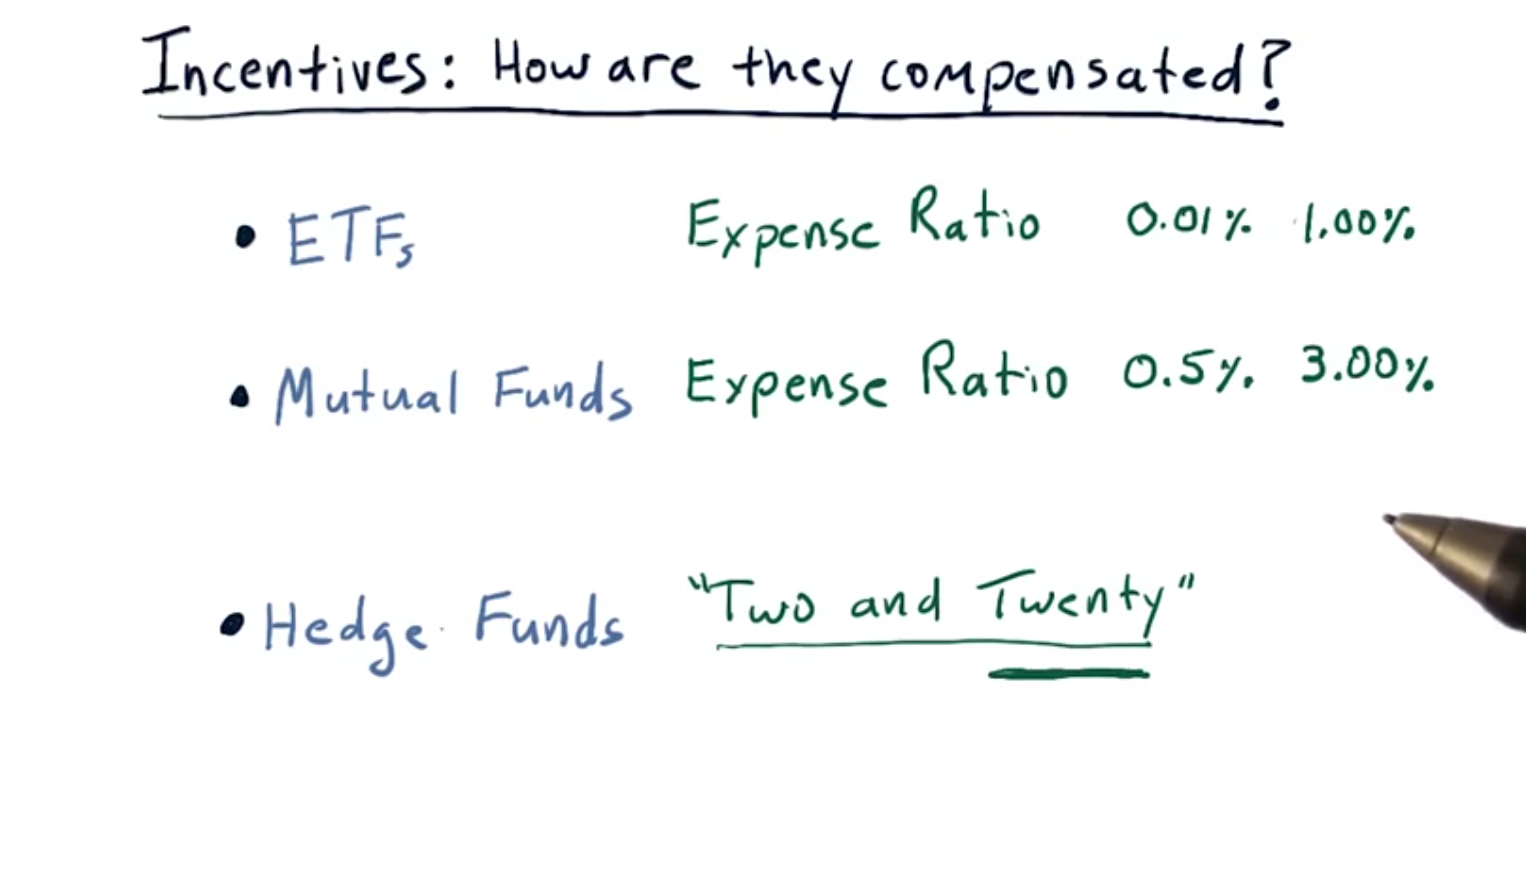 Incentives: How are they compensated?
• ETFs Expense Ratio 0.01% 1.00%
• Mutual Funds Expense Ratio 0.5% 3.00%
• Hedge Funds "Two and Twenty"